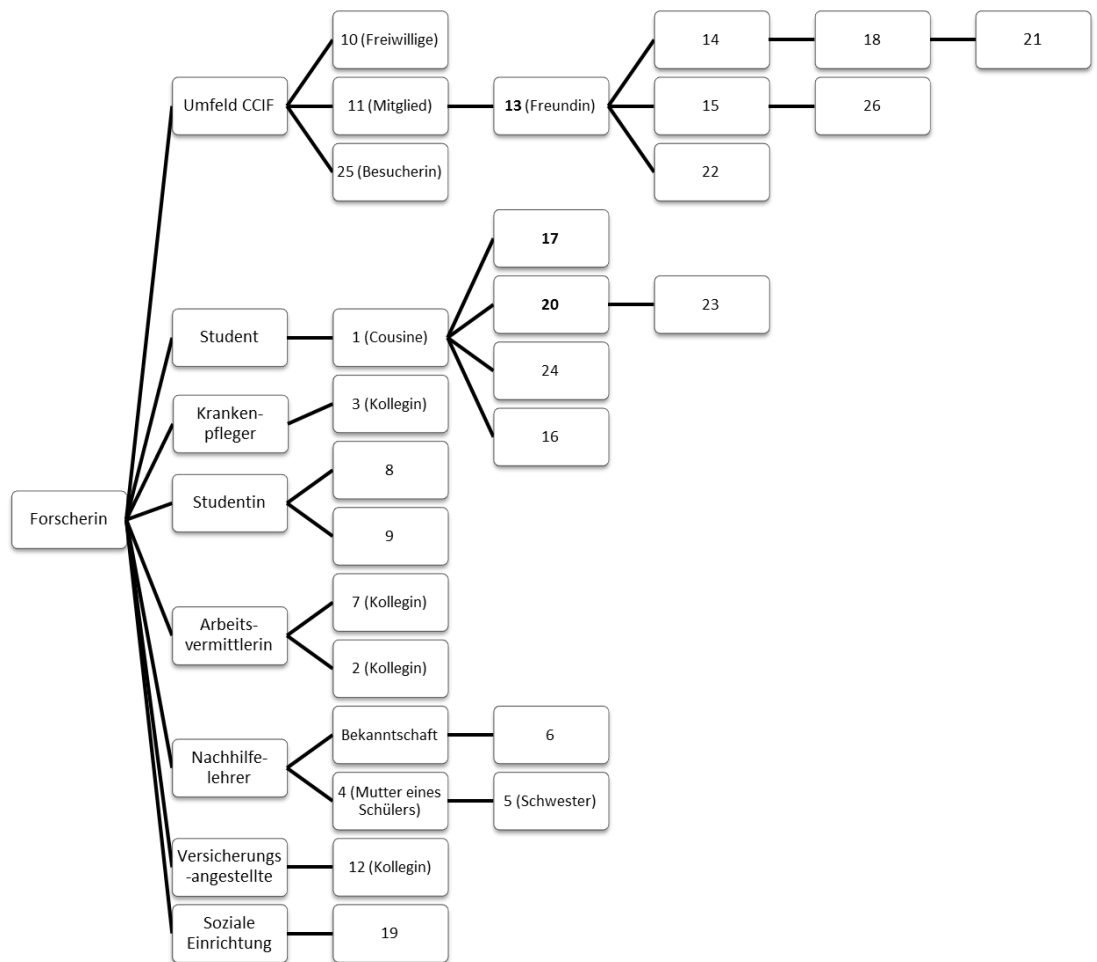 10 (Freiwillige)
14
18
21
Umfeld CCIF
11 (Mitglied)
13 (Freundin)
15
26
25 (Besucherin)
22
17
20
23
Student
1 (Cousine)
24
Kranken-
pfleger
3 (Kollegin)
16
8
Studentin
Forscherin
9
7 (Kollegin)
Arbeits-
vermittlerin
2 (Kollegin)
Bekanntschaft
6
Nachhilfe-
lehrer
4 (Mutter eines
Schülers)
5 (Schwester)
Versicherungs
-angestellte
12 (Kollegin)
Soziale
Einrichtung
19